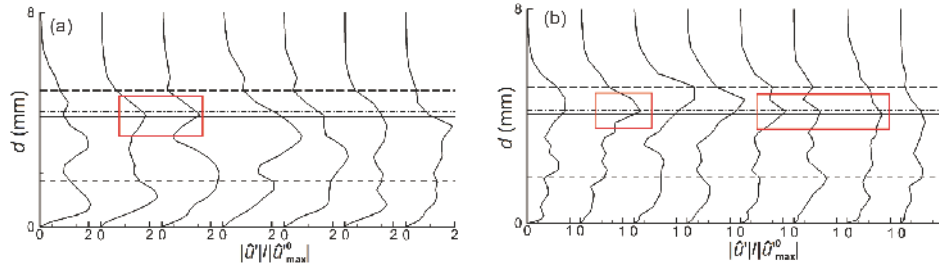 (a)
8
d (mm)
0
0 2 0 2 0 2 0 2 0 2 0 2 0 2
|û'|/|û'⁰max|
(b)
8
d (mm)
0
0 1 0 1 0 1 0 1 0 1 0 1 0 1 0 1
|û'|/|û'⁰max|